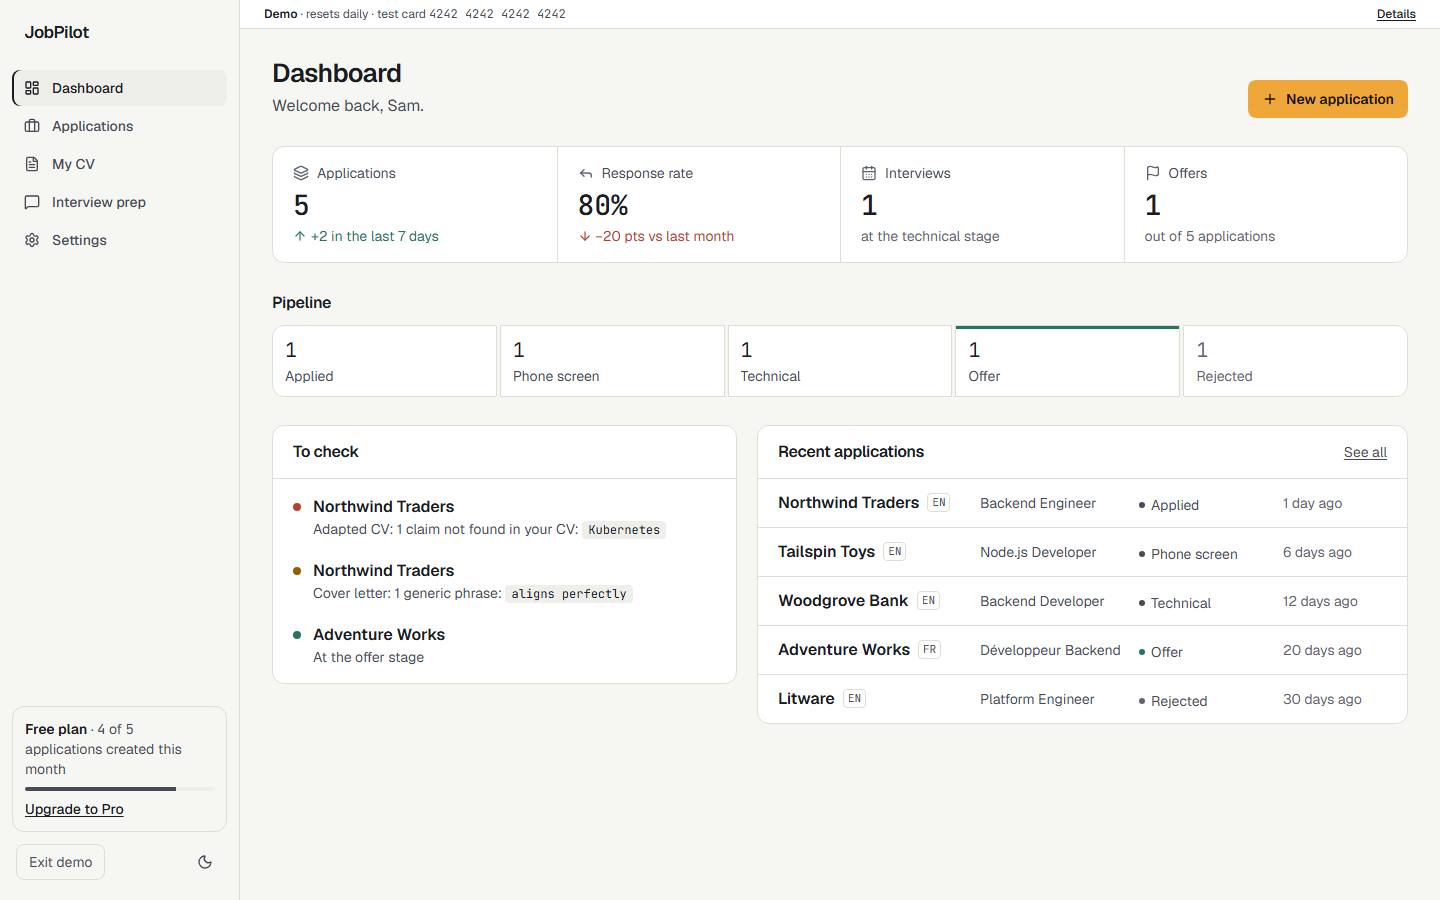 JobPilot
Dashboard
Applications
My CV
Interview prep
Settings
Free plan · 4 of 5
applications created this
month
Upgrade to Pro
Exit demo
Demo · resets daily · test card 4242 4242 4242 4242
Details
Dashboard
Welcome back, Sam.
New application
Applications
5
+2 in the last 7 days
Response rate
80%
−20 pts vs last month
Interviews
1
at the technical stage
Offers
1
out of 5 applications
Pipeline
1
Applied
1
Phone screen
1
Technical
1
Offer
1
Rejected
To check
Northwind Traders
Adapted CV: 1 claim not found in your CV: Kubernetes
Northwind Traders
Cover letter: 1 generic phrase: aligns perfectly
Adventure Works
At the offer stage
Recent applications
See all
Northwind Traders EN Backend Engineer Applied 1 day ago
Tailspin Toys EN Node.js Developer Phone screen 6 days ago
Woodgrove Bank EN Backend Developer Technical 12 days ago
Adventure Works FR Développeur Backend Offer 20 days ago
Litware EN Platform Engineer Rejected 30 days ago